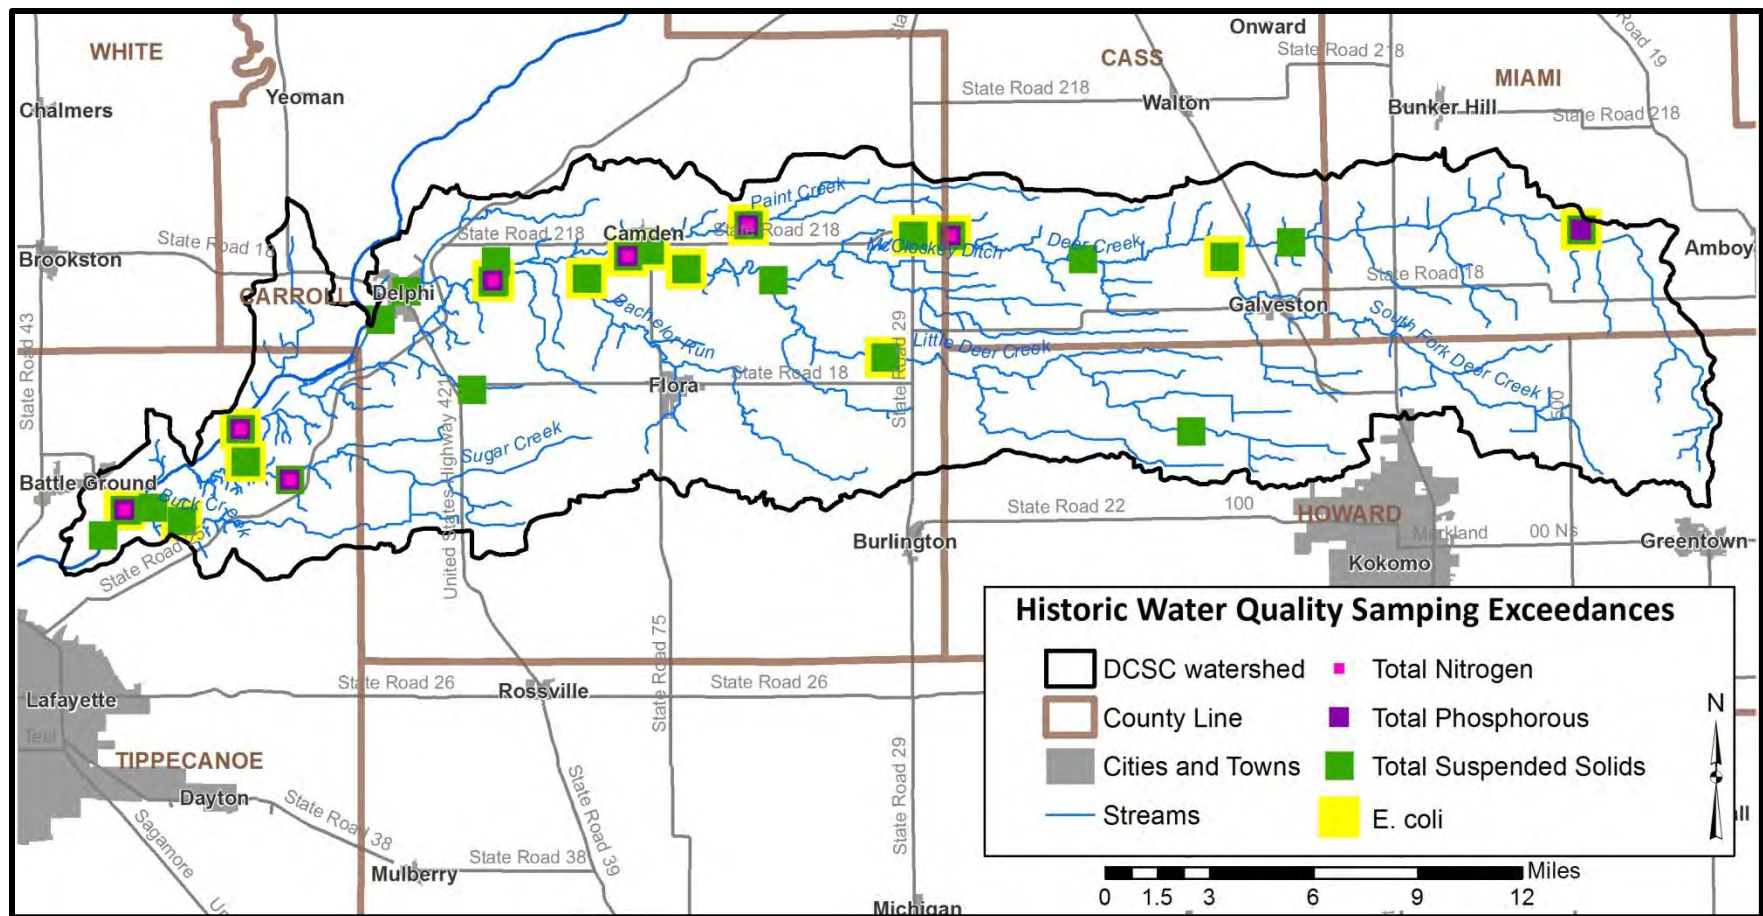 Onward
State Road 19
WHITE
CASS
State Road 218
MIAMI
Yeoman
State Road 218
Walton
Bunker Hill
Chalmers
State Road 218
Paint Creek
State Road 218
Camden
State Road 218
State Road 18
McCloskey Ditch
Deer Creek
Amboy
Brookston
State Road 18
CARROLL
Delphi
Galveston
Bachelor Run
South Fork Deer Creek
State Road 43
State Road 29
Little Deer Creek
Flora
State Road 18
500
United States Highway 421
Sugar Creek
Battle Ground
Buck Creek
State Road 22
100
HOWARD
State Road 25
Burlington
Markland
00 Ns
Greentown
Kokomo
Historic Water Quality Samping Exceedances
DCSC watershed
Total Nitrogen
County Line
Total Phosphorous
Cities and Towns
Total Suspended Solids
Streams
E. coli
N
State Road 75
State Road 26
Rossville
State Road 26
Lafayette
Teal
TIPPECANOE
Dayton
State Road 38
State Road 39
State Road 29
Sagamore
State Road 38
Mulberry
Miles
0 1.5 3 6 9 12
Michigan